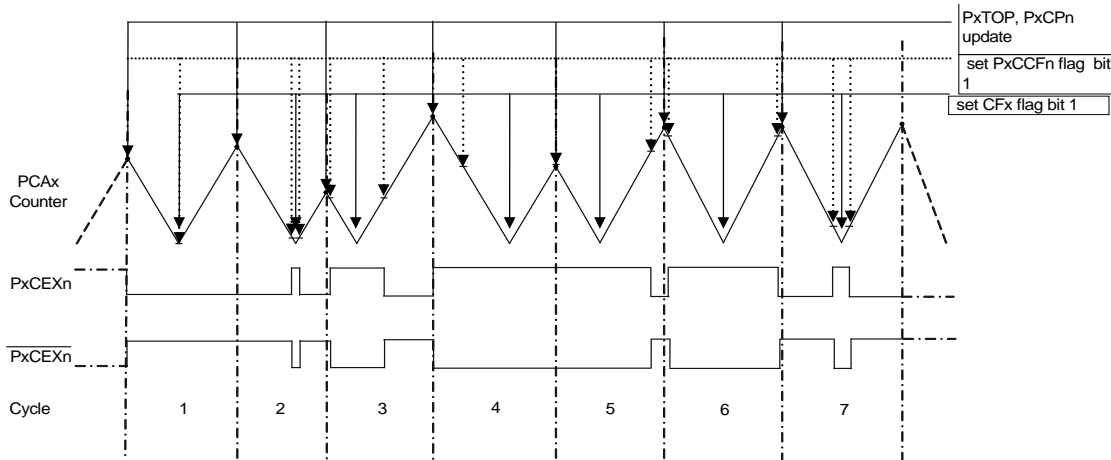 PxTOP, PxCPn
update
set PxCCFn flag bit
1
set CFx flag bit 1
PCAx
Counter
PxCEXn
PxCEXn
Cycle 1 2 3 4 5 6 7